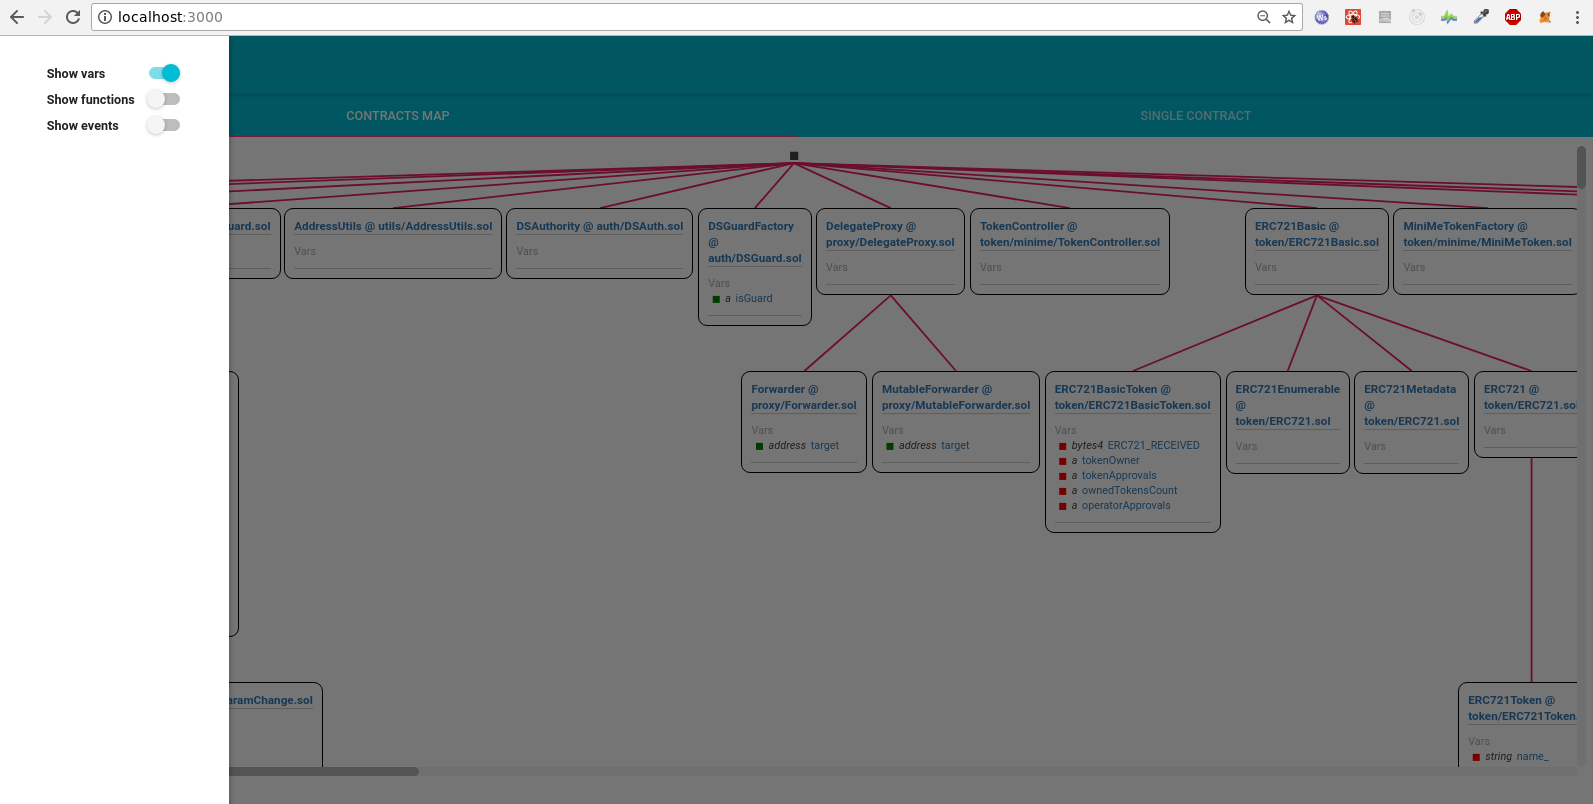 localhost:3000
Ws
ABP
Show vars
Show functions
Show events
CONTRACTS MAP
SINGLE CONTRACT
uard.sol
AddressUtils @ utils/AddressUtils.sol
Vars
DSAuthority @ auth/DSAuth.sol
Vars
DSGuardFactory
@
auth/DSGuard.sol
Vars
a isGuard
DelegateProxy @
proxy/DelegateProxy.sol
Vars
TokenController @
token/minime/TokenController.sol
Vars
ERC721Basic @
token/ERC721Basic.sol
Vars
MiniMeTokenFactory @
token/minime/MiniMeToken.sol
Vars
Forwarder @
proxy/Forwarder.sol
Vars
address target
MutableForwarder @
proxy/MutableForwarder.sol
Vars
address target
ERC721BasicToken @
token/ERC721BasicToken.sol
Vars
bytes4 ERC721_RECEIVED
a tokenOwner
a tokenApprovals
a ownedTokensCount
a operatorApprovals
ERC721Enumerable
@
token/ERC721.sol
Vars
ERC721Metadata
@
token/ERC721.sol
Vars
ERC721 @
token/ERC721.so
Vars
aramChange.sol
ERC721Token @
token/ERC721Token.
Vars
string name_